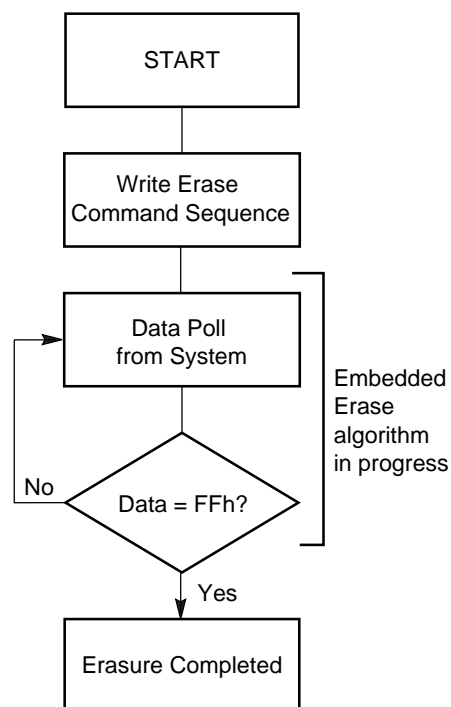 START
Write Erase
Command Sequence
Data Poll
from System
Embedded
Erase
algorithm
in progress
No
Data = FFh?
Yes
Erasure Completed